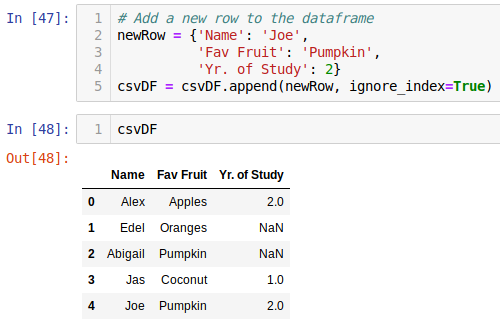 In [47]: 1 # Add a new row to the dataframe
2 newRow = {'Name': 'Joe',
3 'Fav Fruit': 'Pumpkin',
4 'Yr. of Study': 2}
5 csvDF = csvDF.append(newRow, ignore_index=True)
In [48]: 1 csvDF
Out[48]:
Name Fav Fruit Yr. of Study
0 Alex Apples 2.0
1 Edel Oranges NaN
2 Abigail Pumpkin NaN
3 Jas Coconut 1.0
4 Joe Pumpkin 2.0